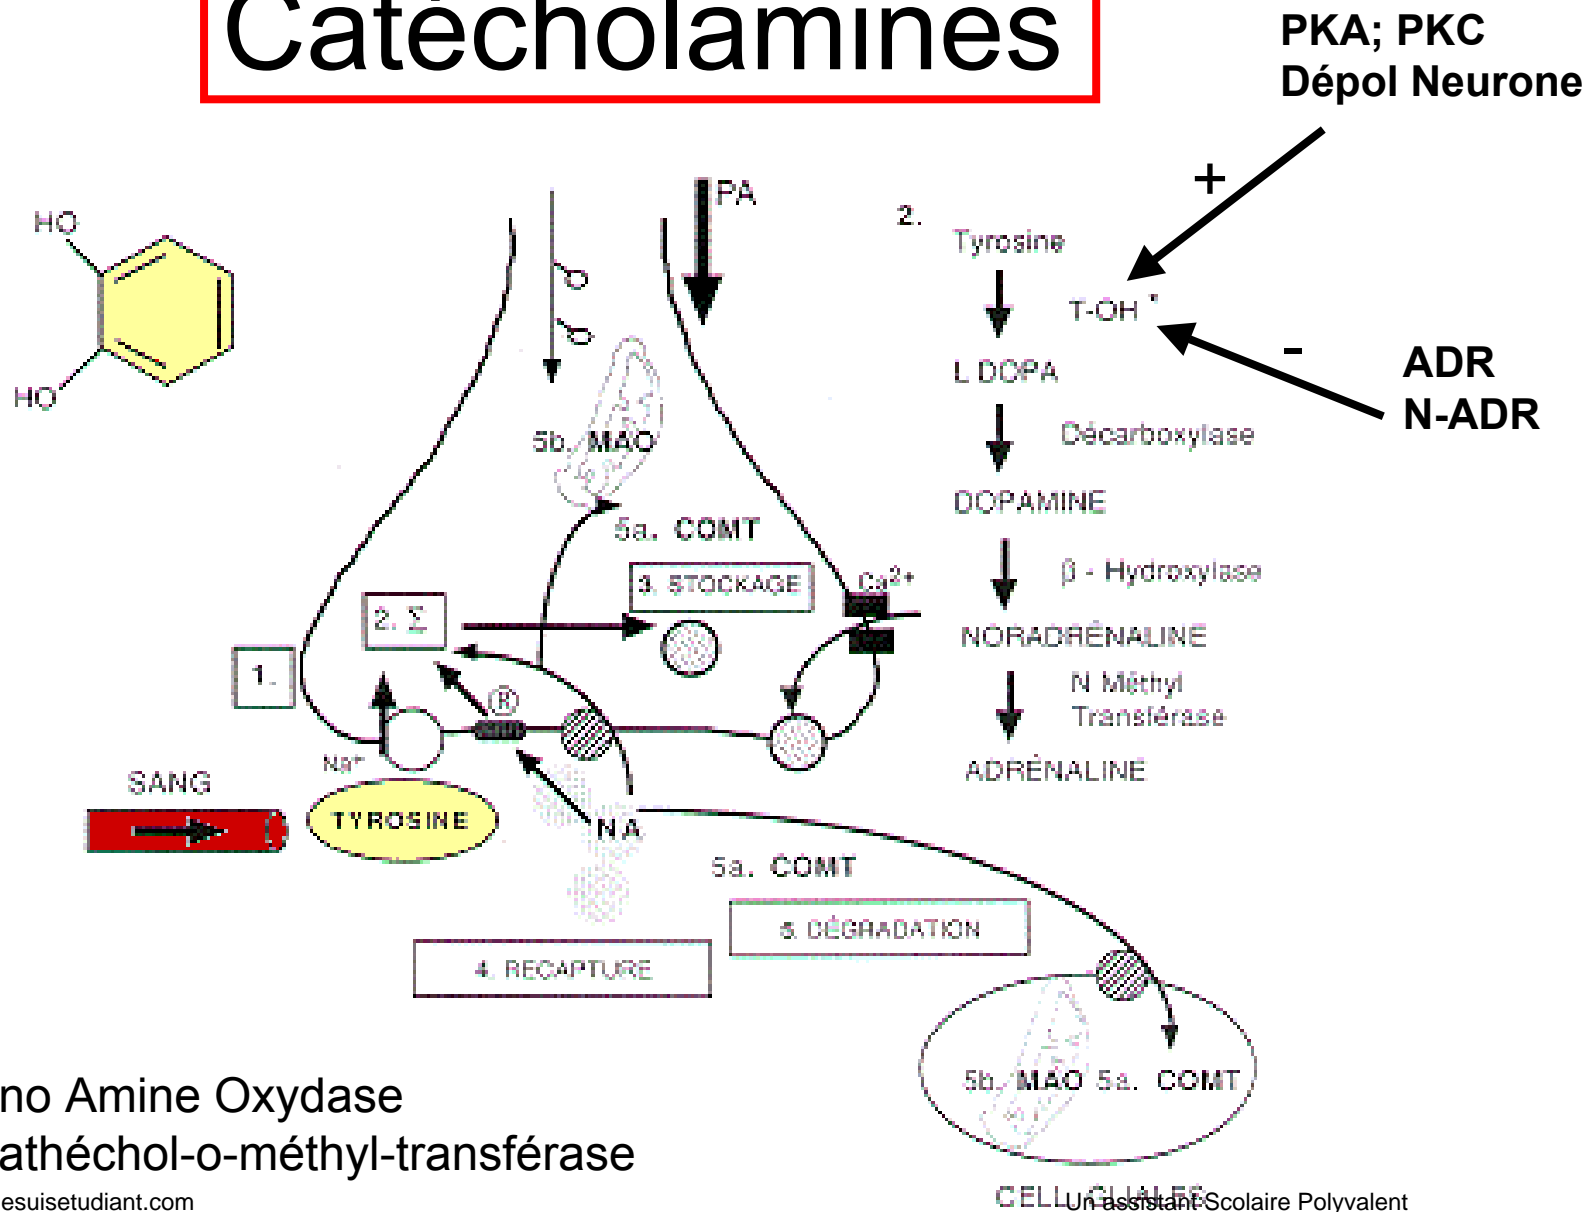 Catécholamines
PKA; PKC
Dépol Neurone
+
-
ADR
N-ADR
HO
HO
PA
2.
Tyrosine
T-OH *
L DOPA
Décarboxylase
DOPAMINE
β - Hydroxylase
NORADRÉNALINE
N Méthyl
Transférase
ADRÉNALINE
5b. MAO
5a. COMT
3. STOCKAGE
Ca2+
2. Σ
1.
R
Na+
SANG
TYROSINE
NA
5a. COMT
5. DÉGRADATION
4. RECAPTURE
5b. MAO 5a. COMT
CELL. GLIALES
no Amine Oxydase
athéchol-o-méthyl-transférase
esuisetudiant.com
Un assistant Scolaire Polyvalent